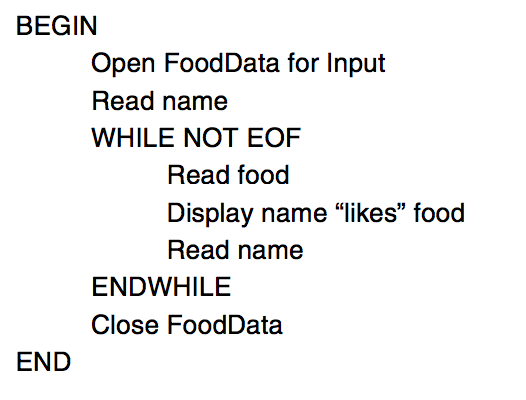 BEGIN
Open FoodData for Input
Read name
WHILE NOT EOF
Read food
Display name “likes” food
Read name
ENDWHILE
Close FoodData
END